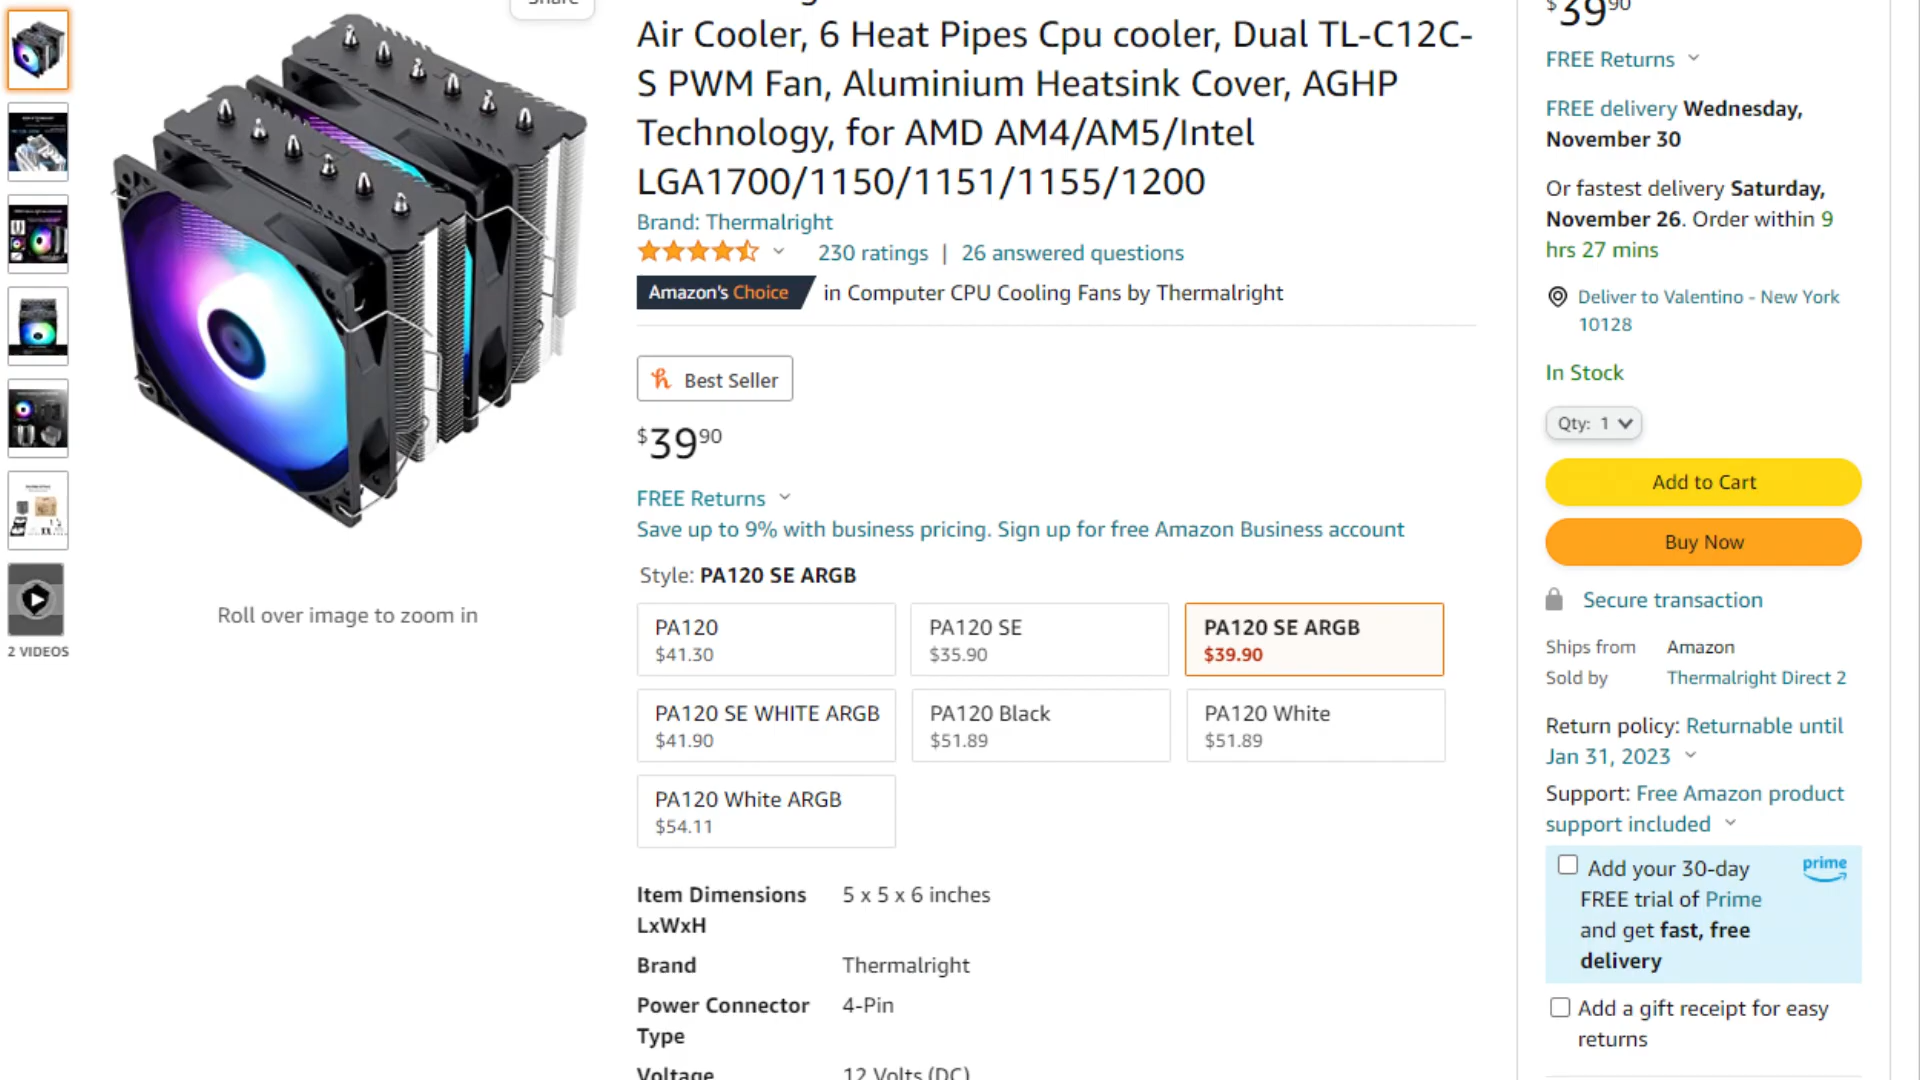 Share
Air Cooler, 6 Heat Pipes Cpu cooler, Dual TL-C12C-
S PWM Fan, Aluminium Heatsink Cover, AGHP
Technology, for AMD AM4/AM5/Intel
LGA1700/1150/1151/1155/1200
Brand: Thermalright
230 ratings | 26 answered questions
Amazon's Choice in Computer CPU Cooling Fans by Thermalright
Best Seller
$39.90
FREE Returns
Save up to 9% with business pricing. Sign up for free Amazon Business account
Style: PA120 SE ARGB
PA120
$41.30
PA120 SE
$35.90
PA120 SE ARGB
$39.90
PA120 SE WHITE ARGB
$41.90
PA120 Black
$51.89
PA120 White
$51.89
PA120 White ARGB
$54.11
Item Dimensions 5 x 5 x 6 inches
LxWxH
Brand Thermalright
Power Connector 4-Pin
Type
Voltage 12 Volts (DC)
Roll over image to zoom in
2 VIDEOS
$39.90
FREE Returns
FREE delivery Wednesday,
November 30
Or fastest delivery Saturday,
November 26. Order within 9
hrs 27 mins
Deliver to Valentino - New York
10128
In Stock
Qty: 1
Add to Cart
Buy Now
Secure transaction
Ships from Amazon
Sold by Thermalright Direct 2
Return policy: Returnable until
Jan 31, 2023
Support: Free Amazon product
support included
Add your 30-day prime
FREE trial of Prime
and get fast, free
delivery
Add a gift receipt for easy
returns